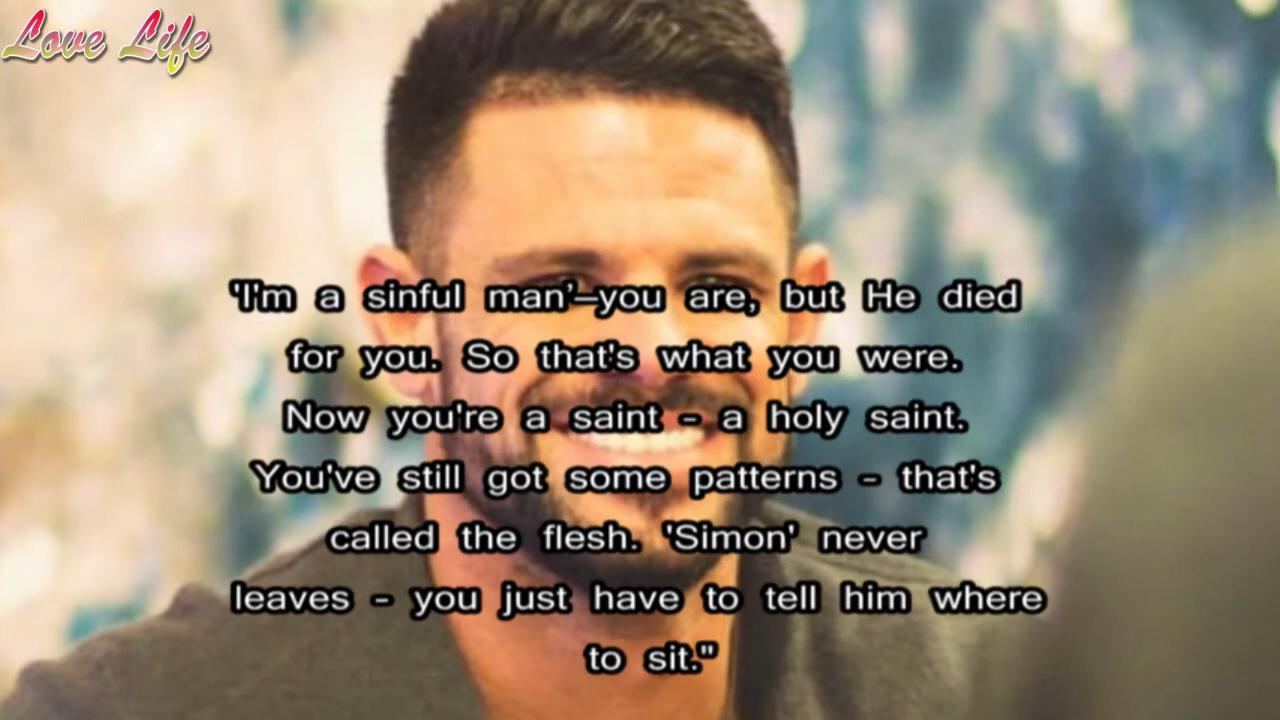 Love Life
'I'm a sinful man’—you are, but He died
for you. So that's what you were.
Now you're a saint - a holy saint.
You've still got some patterns - that's
called the flesh. 'Simon' never
leaves - you just have to tell him where
to sit."